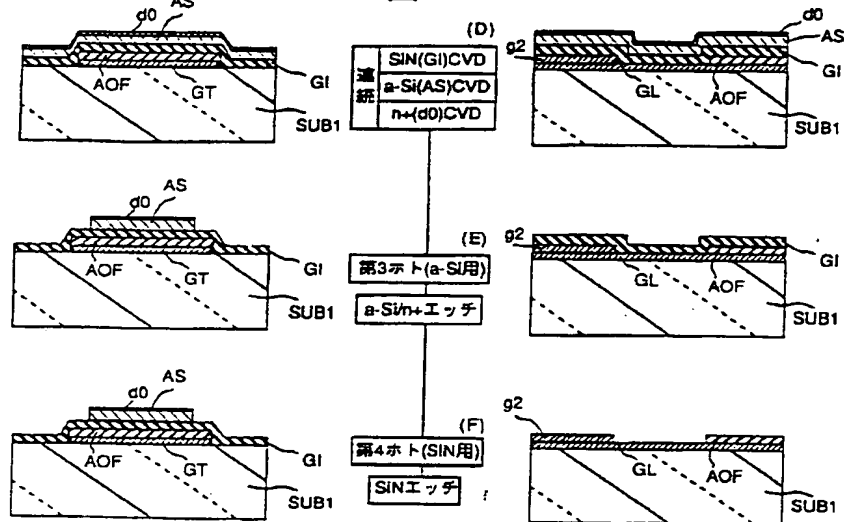 d0
AS
AOF
GT
GI
SUB1
(D)
連続
SiN(GI)CVD
a-Si(AS)CVD
n+(d0)CVD
g2
d0
AS
GI
GL
AOF
SUB1
d0
AS
AOF
GT
GI
SUB1
(E)
第3ホト(a-Si用)
a-Si/n+エッチ
g2
GI
GL
AOF
SUB1
d0
AS
AOF
GT
GI
SUB1
(F)
第4ホト(SiN用)
SiNエッチ
g2
GL
AOF
SUB1